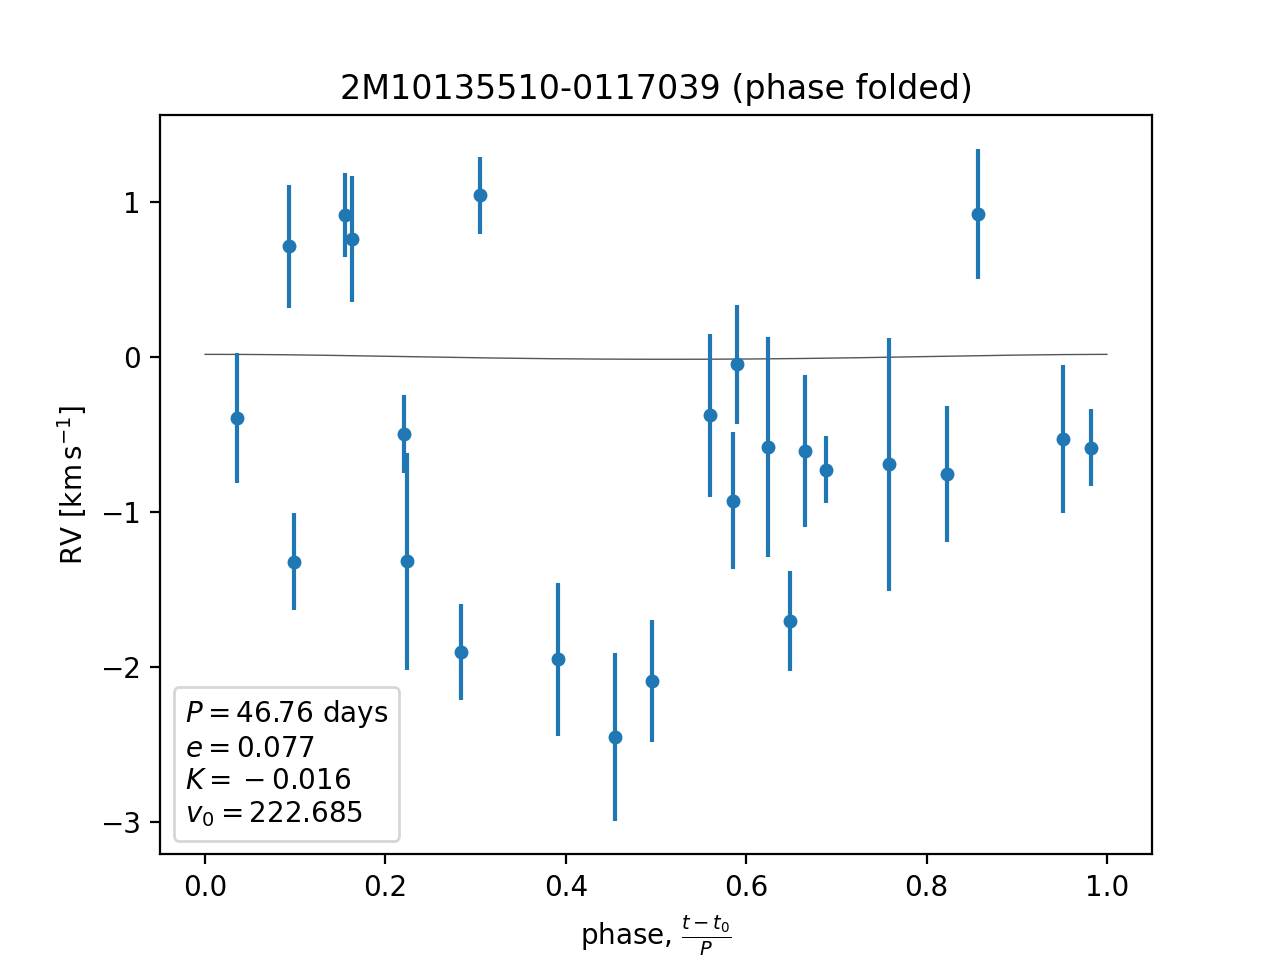 2M10135510-0117039 (phase folded)
1
0
−1
−2
−3
RV [km s⁻¹]
P = 46.76 days
e = 0.077
K = −0.016
v₀ = 222.685
0.0 0.2 0.4 0.6 0.8 1.0
phase, (t − t₀)/P